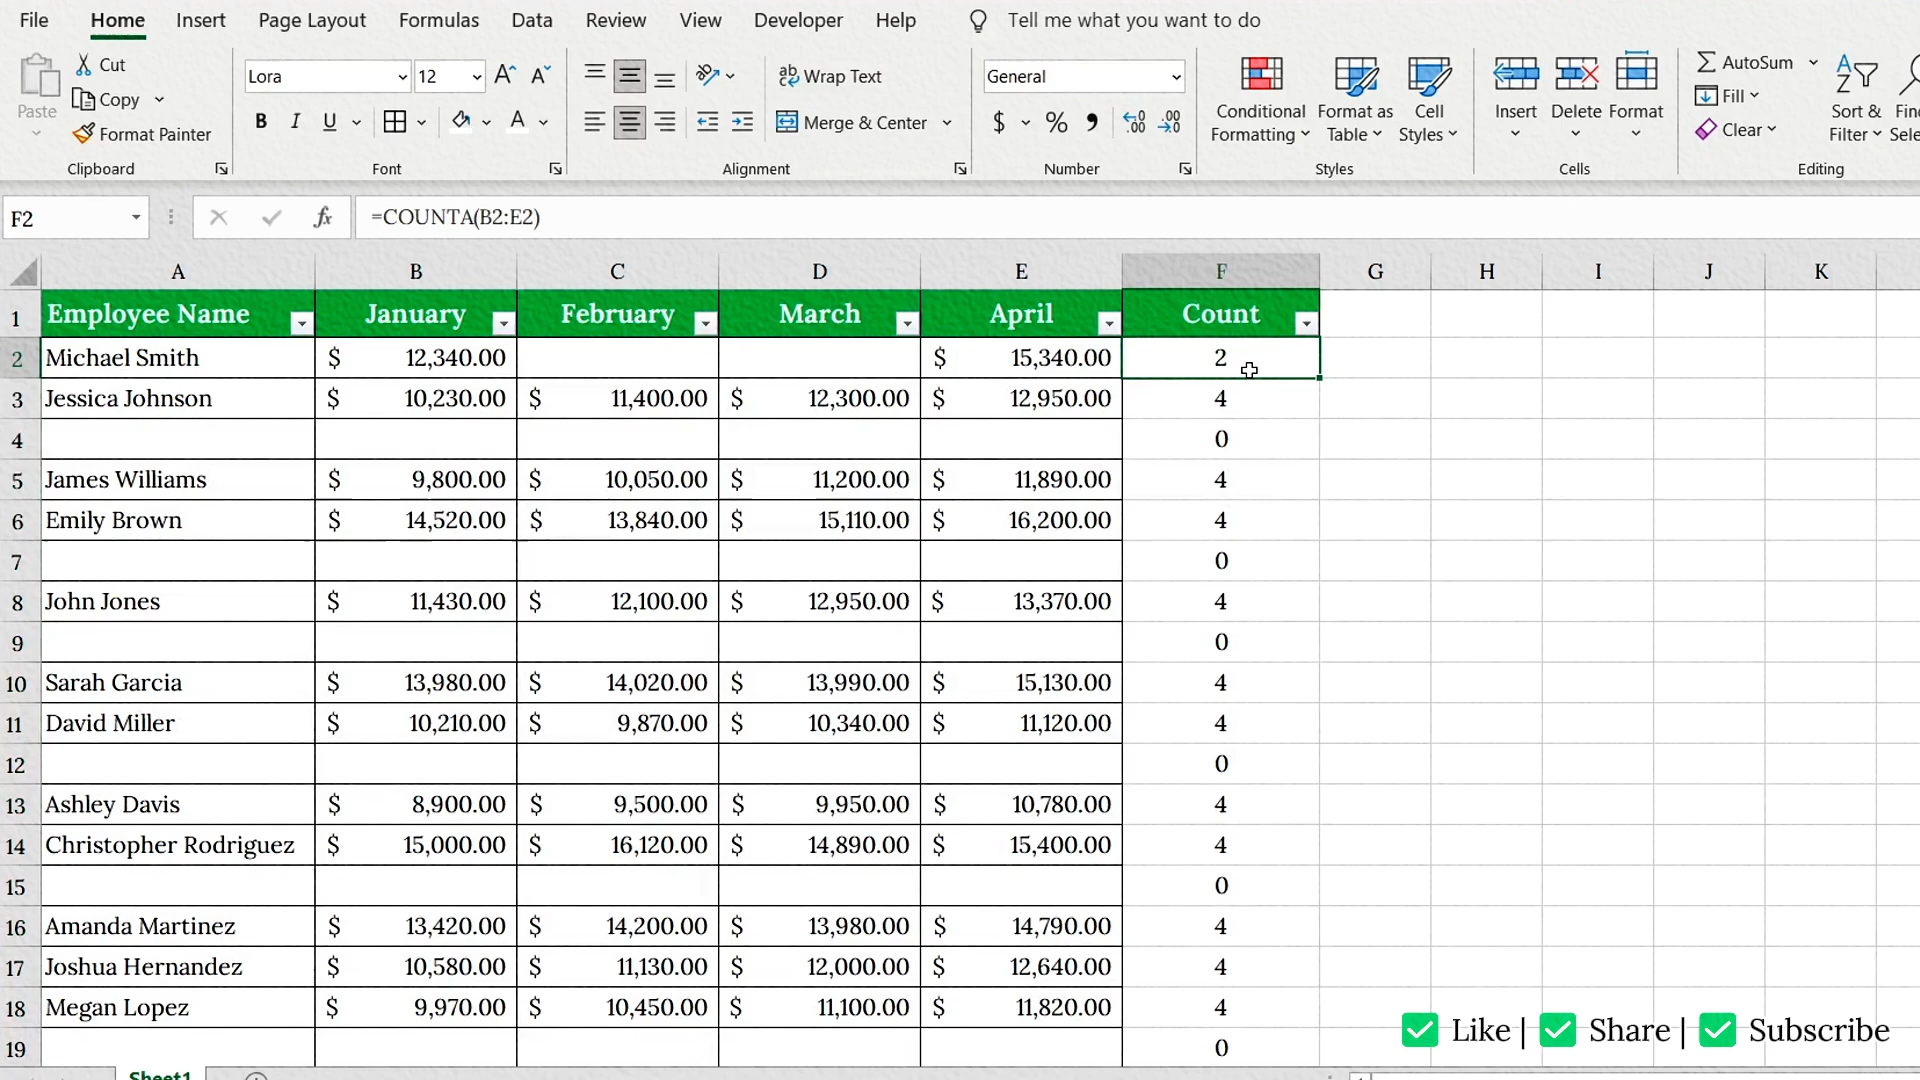 File Home Insert Page Layout Formulas Data Review View Developer Help Tell me what you want to do
Paste Cut Copy Format Painter Clipboard
Lora 12 A A B I U A Font
ab Wrap Text Merge & Center Alignment
General $ % , .00 .00 Number
Conditional Formatting Format as Table Cell Styles Styles
Insert Delete Format Cells
AutoSum Fill Clear Sort & Filter Editing
F2 fx =COUNTA(B2:E2)
A B C D E F G H I J K
1 Employee Name January February March April Count
2 Michael Smith $ 12,340.00 $ 15,340.00 2
3 Jessica Johnson $ 10,230.00 $ 11,400.00 $ 12,300.00 $ 12,950.00 4
4 0
5 James Williams $ 9,800.00 $ 10,050.00 $ 11,200.00 $ 11,890.00 4
6 Emily Brown $ 14,520.00 $ 13,840.00 $ 15,110.00 $ 16,200.00 4
7 0
8 John Jones $ 11,430.00 $ 12,100.00 $ 12,950.00 $ 13,370.00 4
9 0
10 Sarah Garcia $ 13,980.00 $ 14,020.00 $ 13,990.00 $ 15,130.00 4
11 David Miller $ 10,210.00 $ 9,870.00 $ 10,340.00 $ 11,120.00 4
12 0
13 Ashley Davis $ 8,900.00 $ 9,500.00 $ 9,950.00 $ 10,780.00 4
14 Christopher Rodriguez $ 15,000.00 $ 16,120.00 $ 14,890.00 $ 15,400.00 4
15 0
16 Amanda Martinez $ 13,420.00 $ 14,200.00 $ 13,980.00 $ 14,790.00 4
17 Joshua Hernandez $ 10,580.00 $ 11,130.00 $ 12,000.00 $ 12,640.00 4
18 Megan Lopez $ 9,970.00 $ 10,450.00 $ 11,100.00 $ 11,820.00 4
19 0
Like | Share | Subscribe
Sheet1